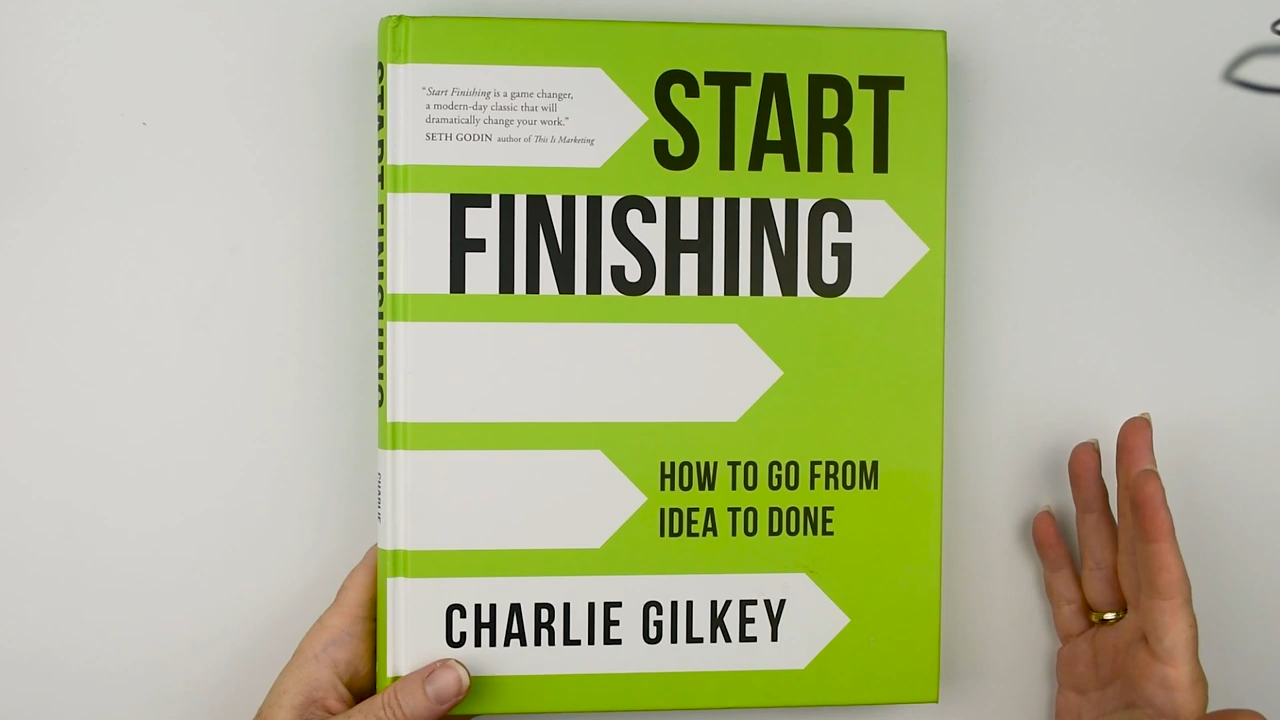 "Start Finishing is a game changer,
a modern-day classic that will
dramatically change your work."
SETH GODIN author of This Is Marketing
START
FINISHING
HOW TO GO FROM
IDEA TO DONE
CHARLIE GILKEY
START FINISHING
CHARLIE